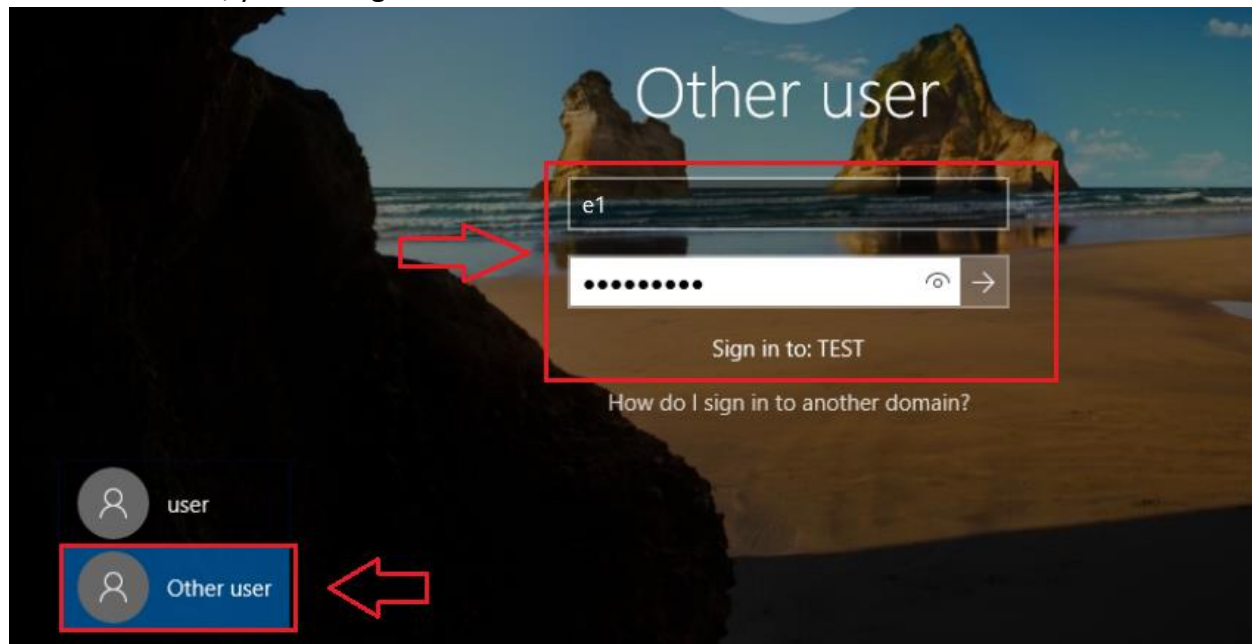 Other user
e1
Sign in to: TEST
How do I sign in to another domain?
user
Other user